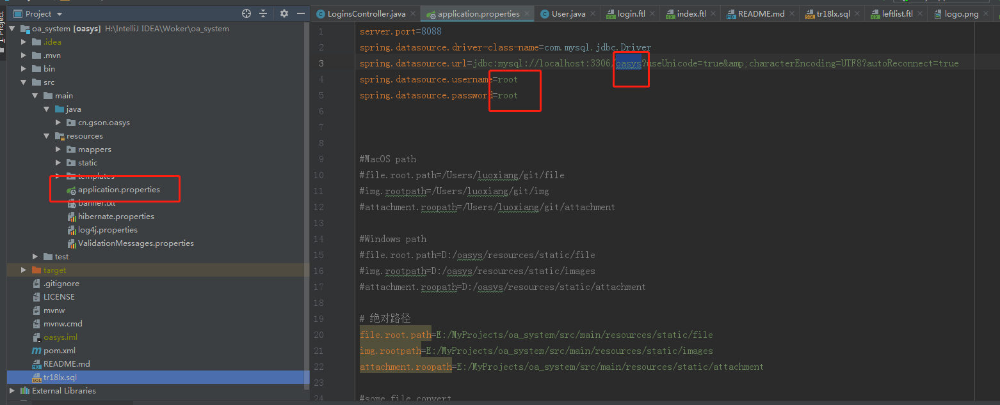 Project
LoginsController.java
application.properties
User.java
login.ftl
index.ftl
README.md
tr18lx.sql
leftlist.ftl
logo.png
oa_system [oasys] H:\IntelliJ IDEA\Woker\oa_system
.idea
.mvn
bin
src
main
java
cn.gson.oasys
resources
mappers
static
templates
application.properties
banner.txt
hibernate.properties
log4j.properties
ValidationMessages.properties
test
target
.gitignore
LICENSE
mvnw
mvnw.cmd
oasys.iml
pom.xml
README.md
tr18lx.sql
External Libraries
1 server.port=8088
2 spring.datasource.driver-class-name=com.mysql.jdbc.Driver
3 spring.datasource.url=jdbc:mysql://localhost:3306/oasys?useUnicode=true&amp;characterEncoding=UTF8?autoReconnect=true
4 spring.datasource.username=root
5 spring.datasource.password=root
6
7
8
9 #MacOS path
10 #file.root.path=/Users/luoxiang/git/file
11 #img.rootpath=/Users/luoxiang/git/img
12 #attachment.roopath=/Users/luoxiang/git/attachment
13
14 #Windows path
15 #file.root.path=D:/oasys/resources/static/file
16 #img.rootpath=D:/oasys/resources/static/images
17 #attachment.roopath=D:/oasys/resources/static/attachment
18
19 # 绝对路径
20 file.root.path=E:/MyProjects/oa_system/src/main/resources/static/file
21 img.rootpath=E:/MyProjects/oa_system/src/main/resources/static/images
22 attachment.roopath=E:/MyProjects/oa_system/src/main/resources/static/attachment
23
24 #some file convert